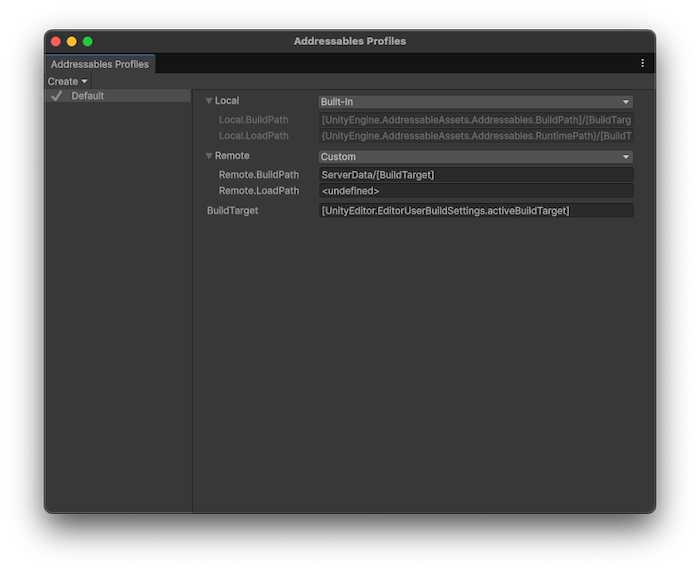 Addressables Profiles
Addressables Profiles
Create
Default
Local Built-In
Local.BuildPath [UnityEngine.AddressableAssets.Addressables.BuildPath]/[BuildTarg
Local.LoadPath {UnityEngine.AddressableAssets.Addressables.RuntimePath}/[BuildT
Remote Custom
Remote.BuildPath ServerData/[BuildTarget]
Remote.LoadPath <undefined>
BuildTarget [UnityEditor.EditorUserBuildSettings.activeBuildTarget]